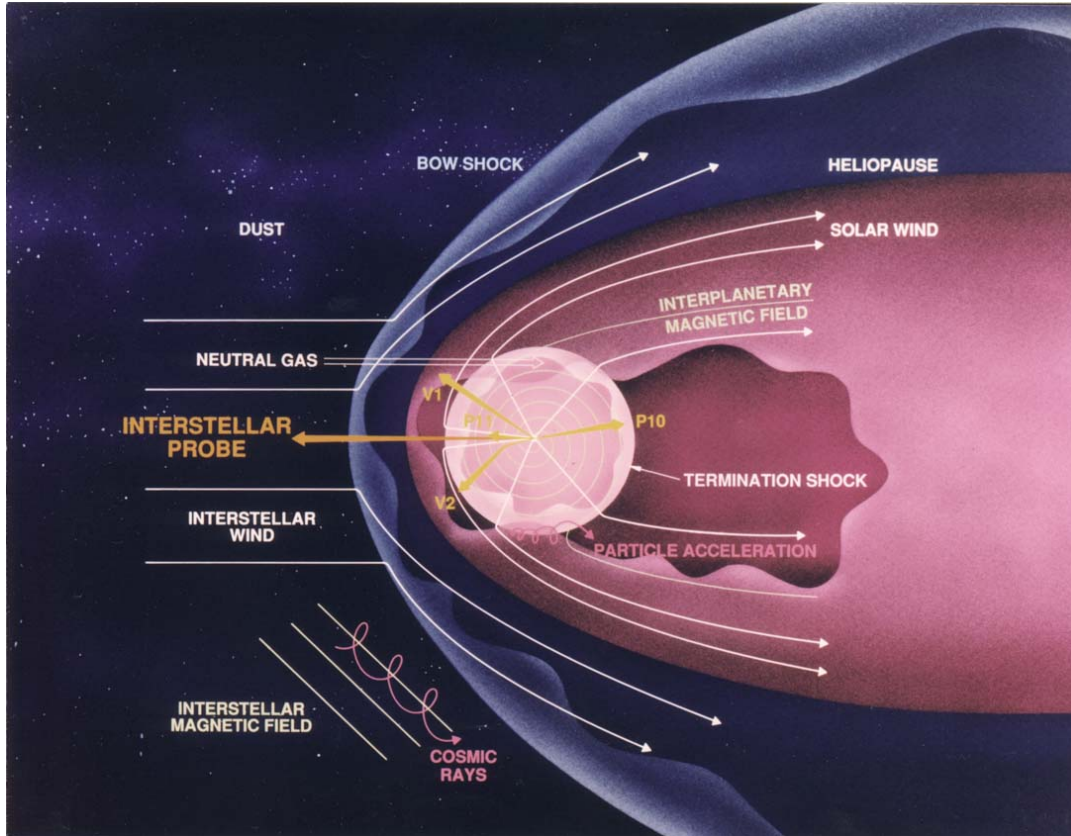 BOW SHOCK
HELIOPAUSE
DUST
SOLAR WIND
INTERPLANETARY
MAGNETIC FIELD
NEUTRAL GAS
V1
P11
P10
INTERSTELLAR
PROBE
TERMINATION SHOCK
V2
INTERSTELLAR
WIND
PARTICLE ACCELERATION
INTERSTELLAR
MAGNETIC FIELD
COSMIC
RAYS